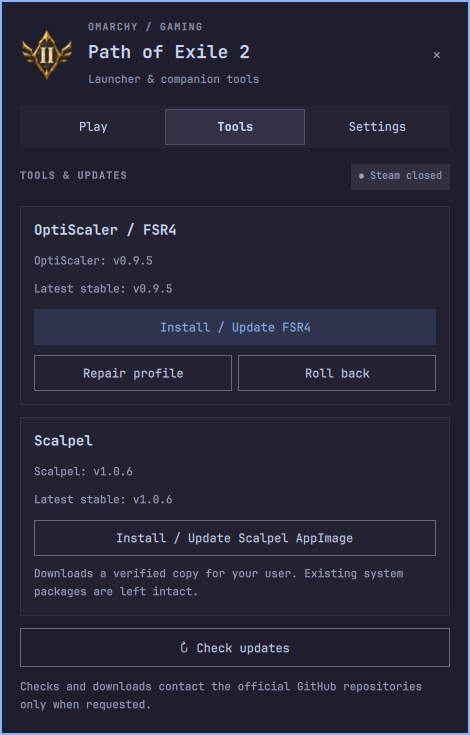 OMARCHY / GAMING
Path of Exile 2
×
Launcher & companion tools
Play
Tools
Settings
TOOLS & UPDATES
● Steam closed
OptiScaler / FSR4
OptiScaler: v0.9.5
Latest stable: v0.9.5
Install / Update FSR4
Repair profile
Roll back
Scalpel
Scalpel: v1.0.6
Latest stable: v1.0.6
Install / Update Scalpel AppImage
Downloads a verified copy for your user. Existing system
packages are left intact.
Check updates
Checks and downloads contact the official GitHub repositories
only when requested.